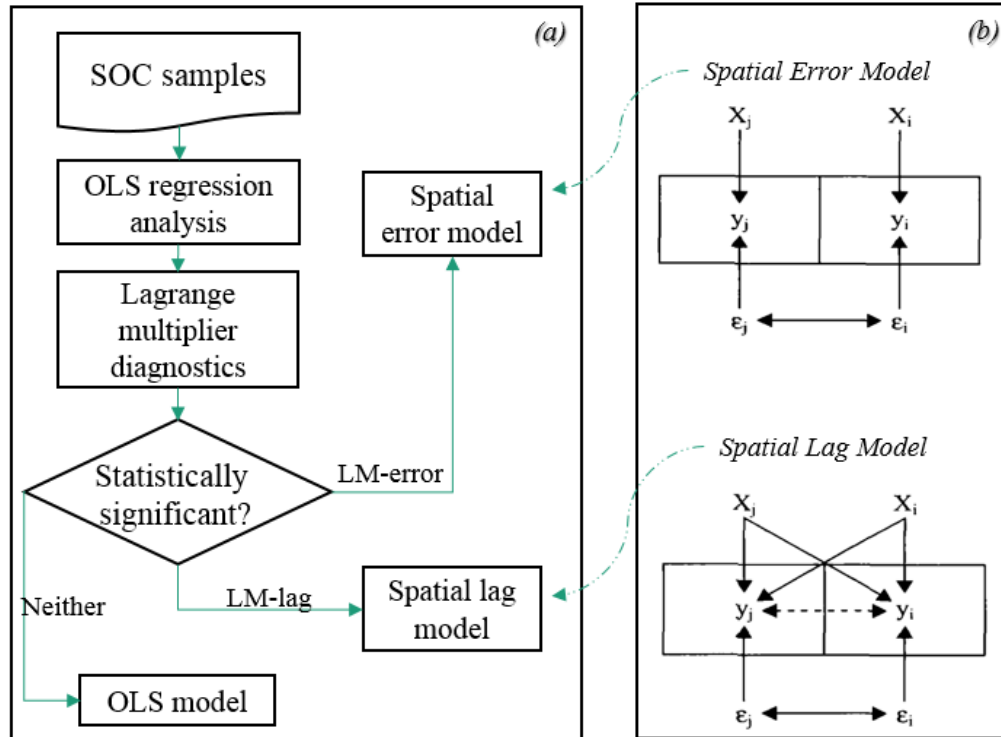 (a)
SOC samples
OLS regression
analysis
Lagrange
multiplier
diagnostics
Statistically
significant?
LM-error
Spatial
error model
LM-lag
Spatial lag
model
Neither
OLS model
(b)
Spatial Error Model
Xj Xi
yj yi
εj εi
Spatial Lag Model
Xj Xi
yj yi
εj εi